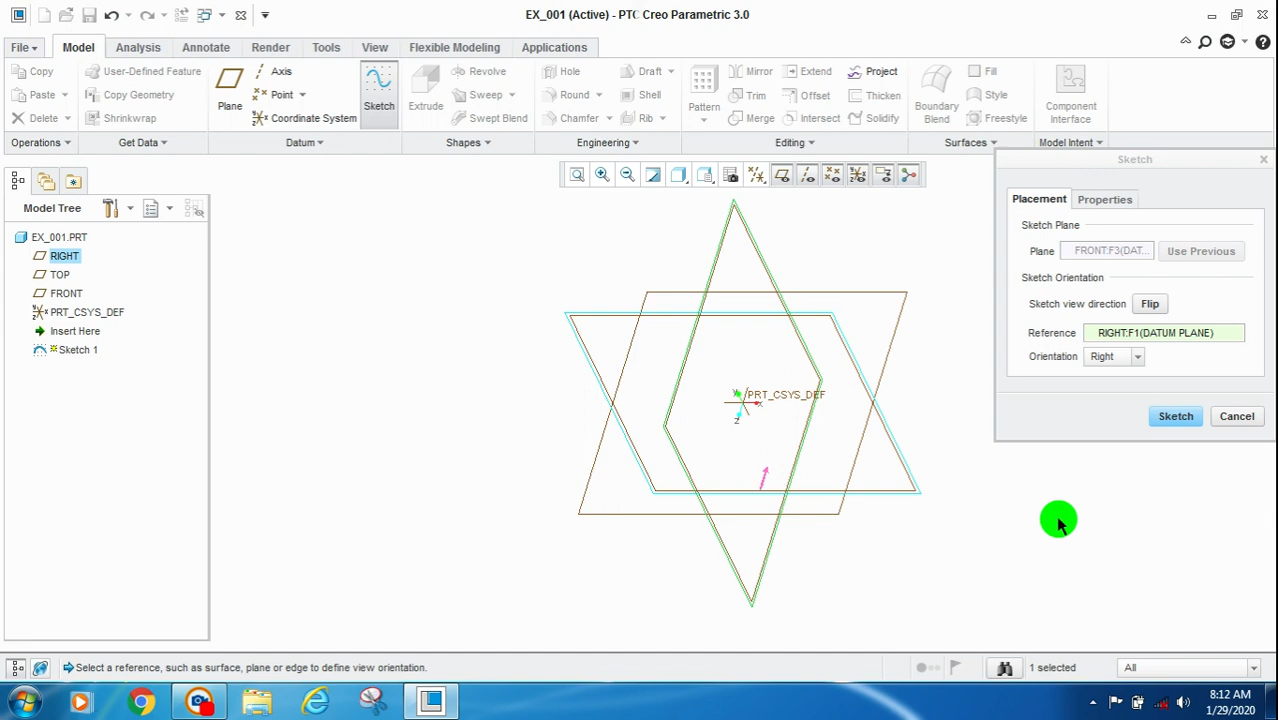 EX_001 (Active) - PTC Creo Parametric 3.0
File Model Analysis Annotate Render Tools View Flexible Modeling Applications
Copy User-Defined Feature Axis Revolve Hole Draft Mirror Extend Project Fill
Paste Copy Geometry Plane Point Sketch Extrude Sweep Round Shell Pattern Trim Offset Thicken Boundary Blend Style Component Interface
Delete Shrinkwrap Coordinate System Swept Blend Chamfer Rib Merge Intersect Solidify Freestyle
Operations Get Data Datum Shapes Engineering Editing Surfaces Model Intent
Sketch
Placement Properties
Model Tree
Sketch Plane
EX_001.PRT
Plane FRONT:F3(DAT... Use Previous
RIGHT
TOP
Sketch Orientation
FRONT
Sketch view direction Flip
PRT_CSYS_DEF
Insert Here
Reference RIGHT:F1(DATUM PLANE)
Sketch 1
Orientation Right
Y
PRT_CSYS_DEF
X
Z
Sketch Cancel
Select a reference, such as surface, plane or edge to define view orientation. 1 selected All
8:12 AM
1/29/2020